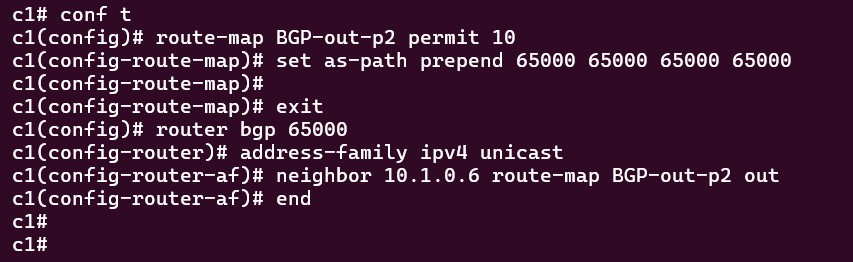 c1# conf t
c1(config)# route-map BGP-out-p2 permit 10
c1(config-route-map)# set as-path prepend 65000 65000 65000 65000
c1(config-route-map)#
c1(config-route-map)# exit
c1(config)# router bgp 65000
c1(config-router)# address-family ipv4 unicast
c1(config-router-af)# neighbor 10.1.0.6 route-map BGP-out-p2 out
c1(config-router-af)# end
c1#
c1#